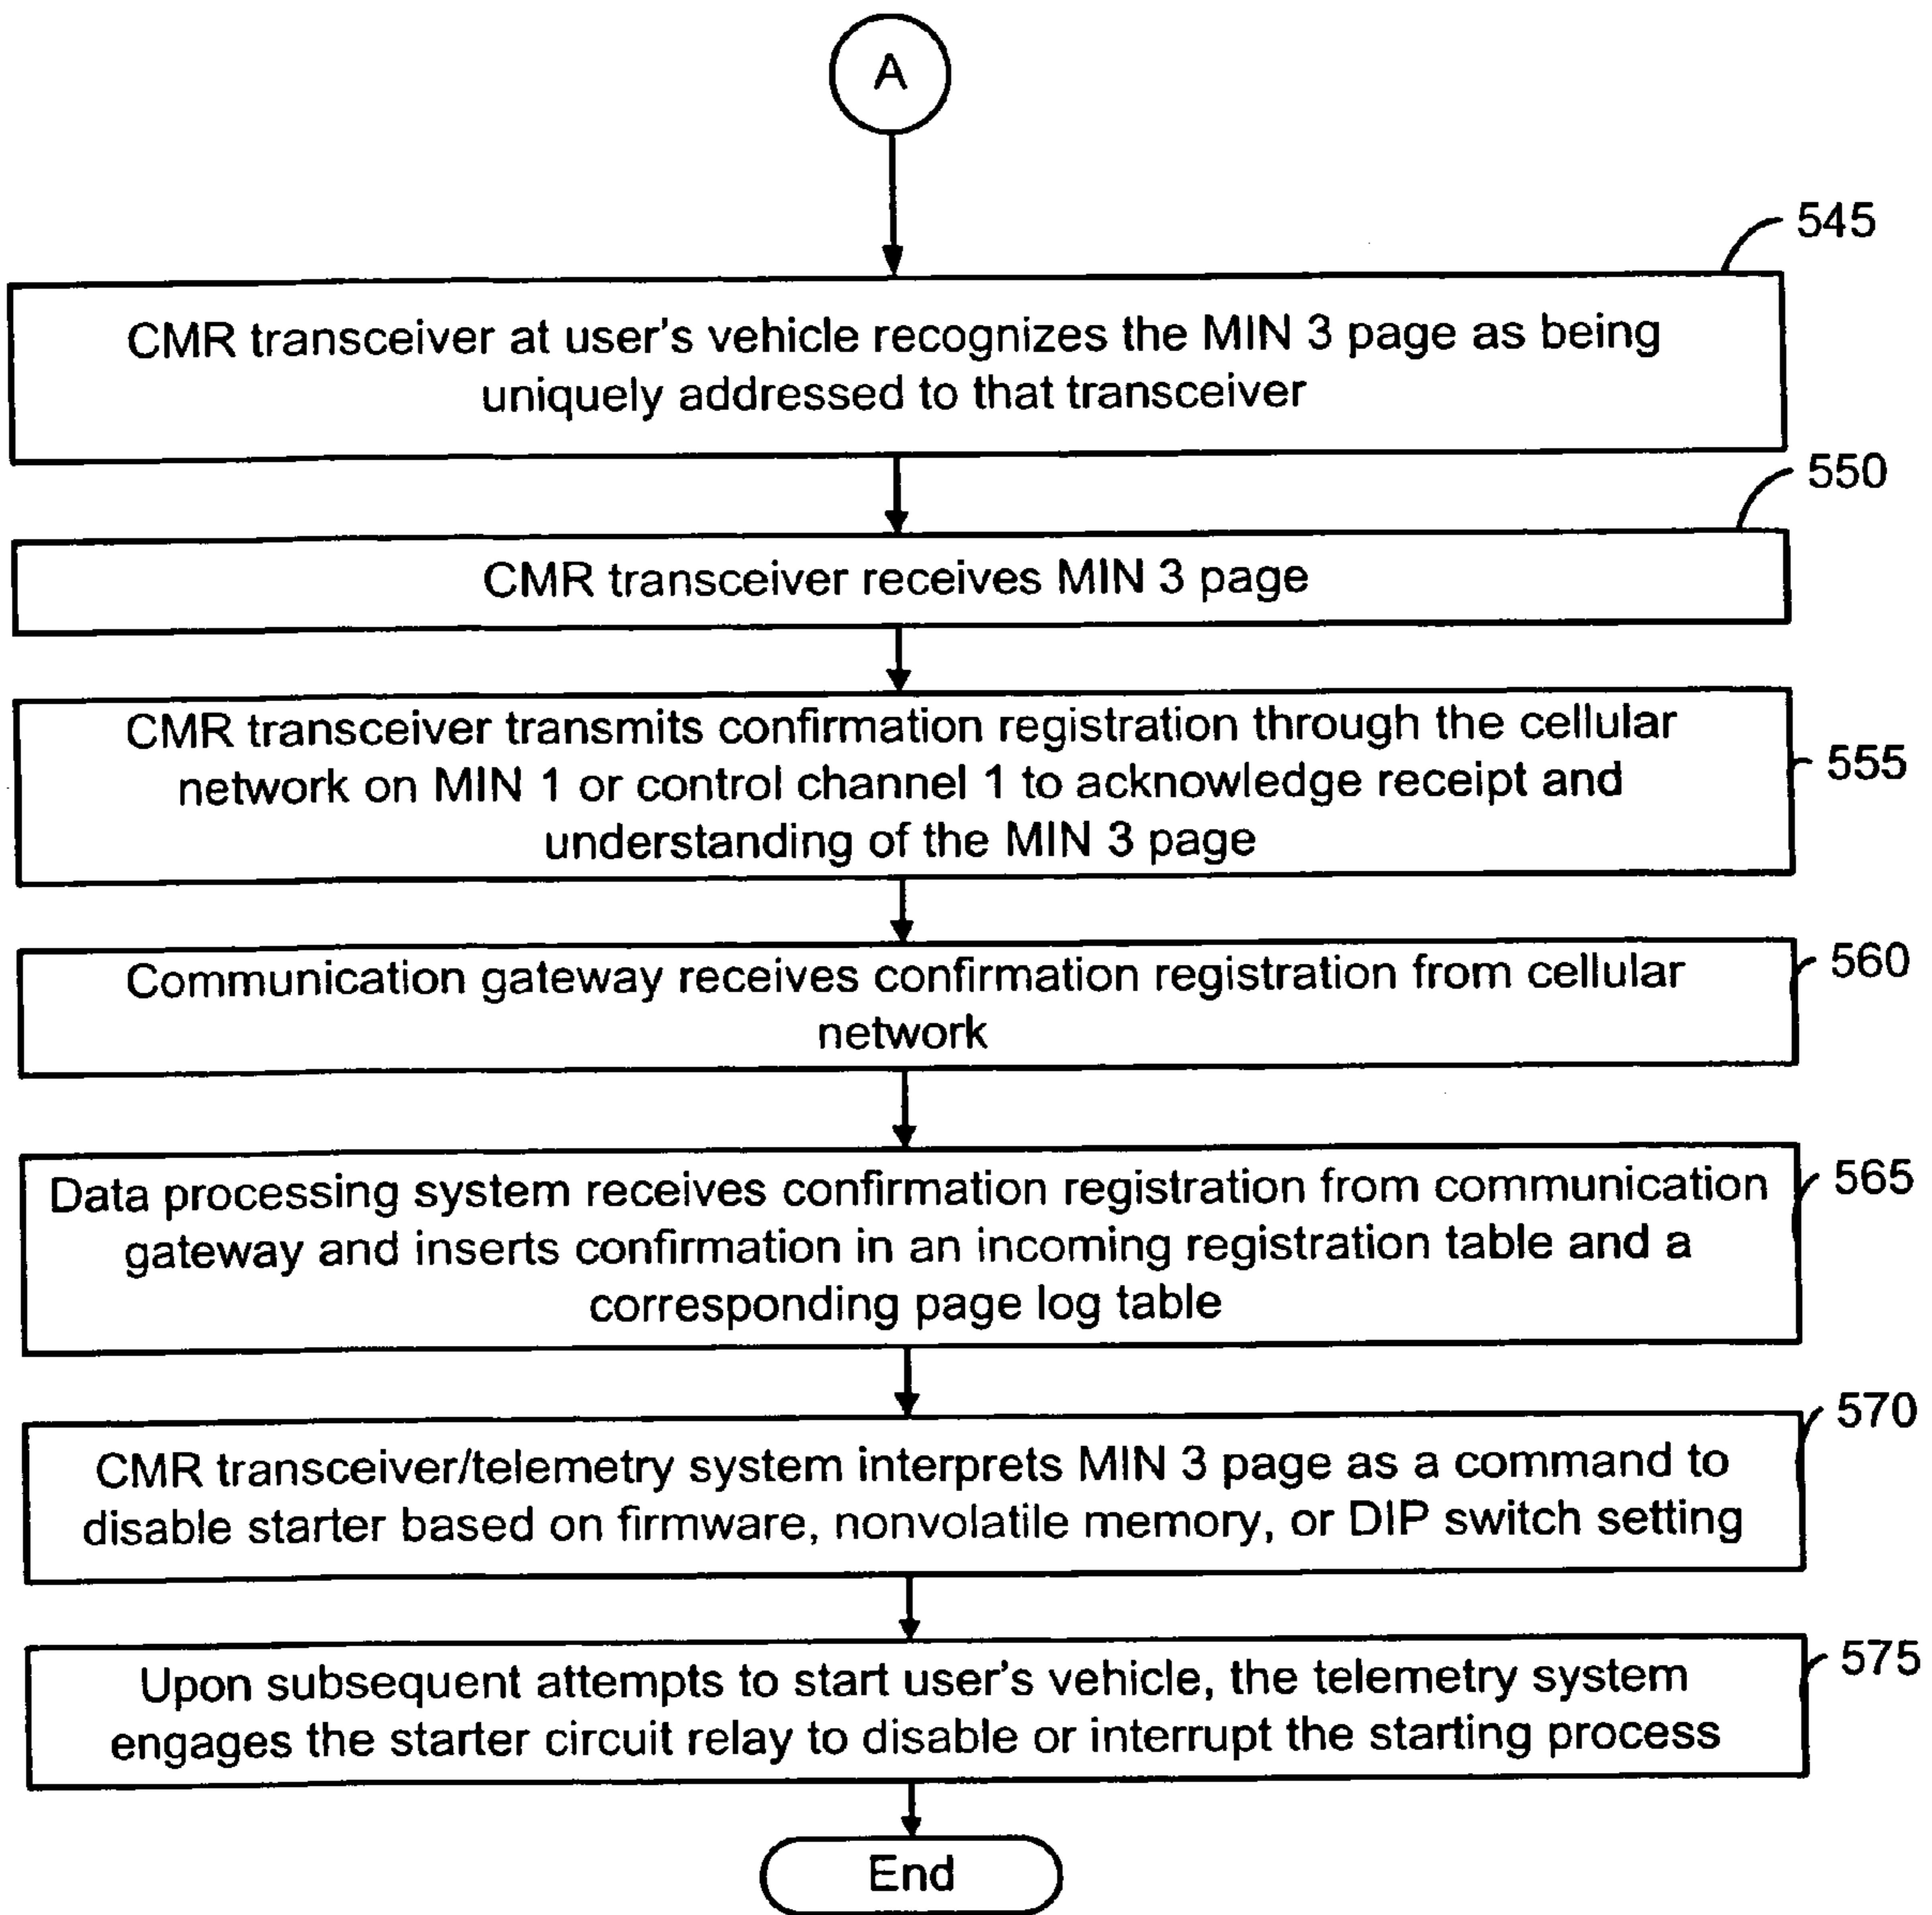 A
545
CMR transceiver at user's vehicle recognizes the MIN 3 page as being
uniquely addressed to that transceiver
550
CMR transceiver receives MIN 3 page
CMR transceiver transmits confirmation registration through the cellular
network on MIN 1 or control channel 1 to acknowledge receipt and
understanding of the MIN 3 page
555
Communication gateway receives confirmation registration from cellular
network
560
Data processing system receives confirmation registration from communication
gateway and inserts confirmation in an incoming registration table and a
corresponding page log table
565
CMR transceiver/telemetry system interprets MIN 3 page as a command to
disable starter based on firmware, nonvolatile memory, or DIP switch setting
570
Upon subsequent attempts to start user's vehicle, the telemetry system
engages the starter circuit relay to disable or interrupt the starting process
575
End